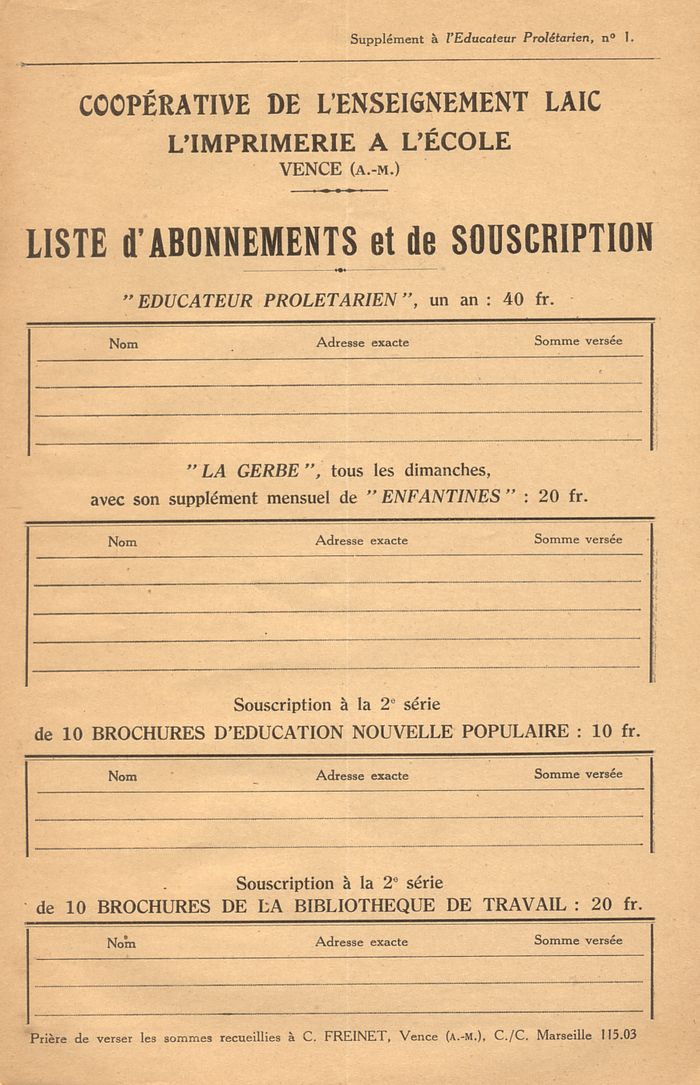 Supplément à l'Educateur Prolétarien, n° 1.
COOPÉRATIVE DE L'ENSEIGNEMENT LAIC
L'IMPRIMERIE A L'ÉCOLE
VENCE (A.-M.)
LISTE d'ABONNEMENTS et de SOUSCRIPTION
" EDUCATEUR PROLETARIEN ", un an : 40 fr.
Nom Adresse exacte Somme versée
" LA GERBE ", tous les dimanches,
avec son supplément mensuel de " ENFANTINES " : 20 fr.
Nom Adresse exacte Somme versée
Souscription à la 2e série
de 10 BROCHURES D'EDUCATION NOUVELLE POPULAIRE : 10 fr.
Nom Adresse exacte Somme versée
Souscription à la 2e série
de 10 BROCHURES DE LA BIBLIOTHEQUE DE TRAVAIL : 20 fr.
Nom Adresse exacte Somme versée
Prière de verser les sommes recueillies à C. FREINET, Vence (A.-M.), C./C. Marseille 115.03